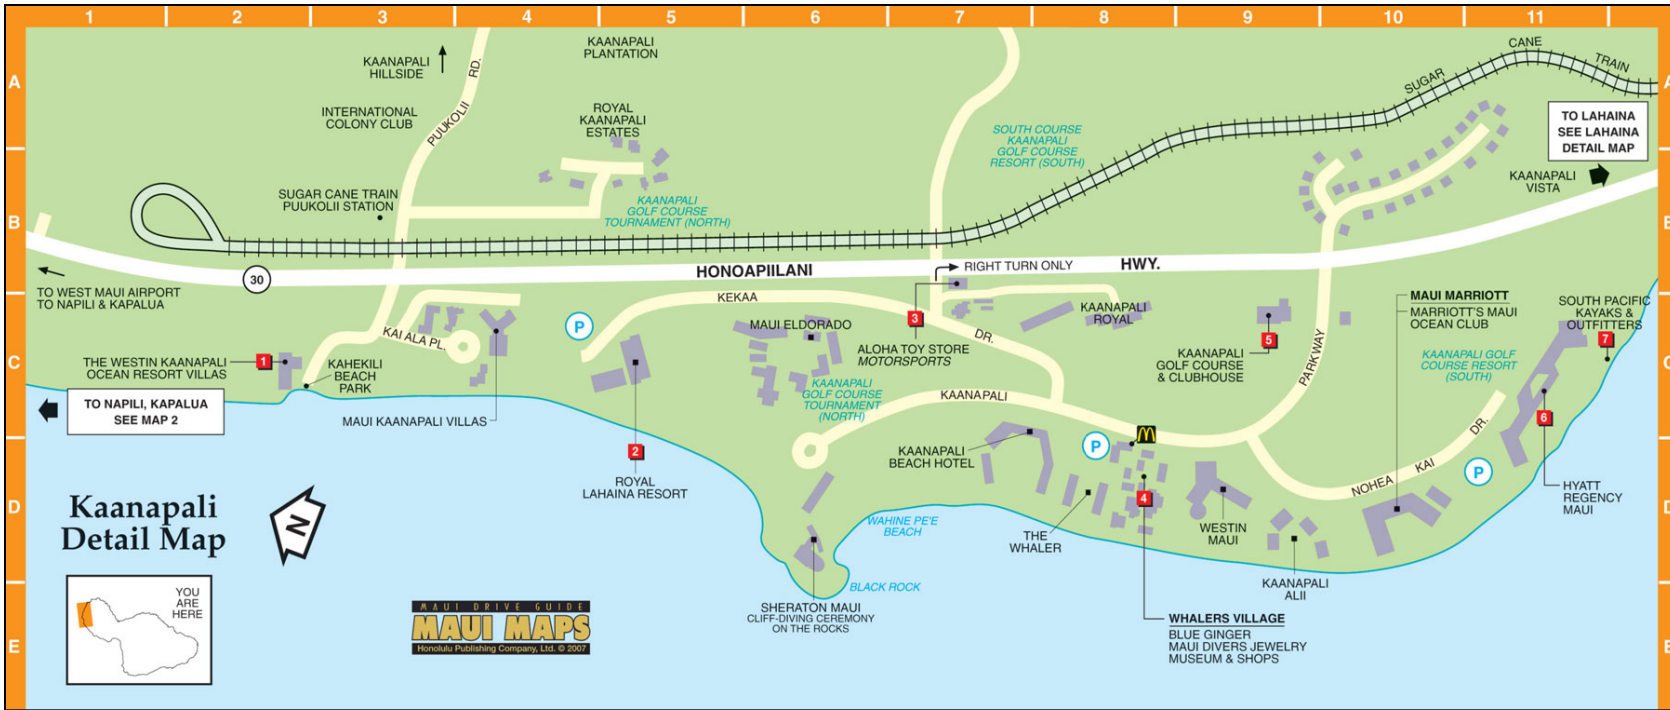 1 2 3 4 5 6 7 8 9 10 11
A
B
C
D
E
A
B
C
D
E
KAANAPALI
HILLSIDE
PUUKOLII RD.
KAANAPALI
PLANTATION
INTERNATIONAL
COLONY CLUB
ROYAL
KAANAPALI
ESTATES
SOUTH COURSE
KAANAPALI
GOLF COURSE
RESORT (SOUTH)
SUGAR CANE TRAIN
TO LAHAINA
SEE LAHAINA
DETAIL MAP
KAANAPALI
VISTA
SUGAR CANE TRAIN
PUUKOLII STATION
KAANAPALI
GOLF COURSE
TOURNAMENT (NORTH)
30
HONOAPIILANI HWY.
RIGHT TURN ONLY
TO WEST MAUI AIRPORT
TO NAPILI & KAPALUA
KEKAA DR.
KAI ALA PL.
P
MAUI ELDORADO
3
ALOHA TOY STORE
MOTORSPORTS
KAANAPALI
ROYAL
5
KAANAPALI
GOLF COURSE
& CLUBHOUSE
MAUI MARRIOTT
MARRIOTT'S MAUI
OCEAN CLUB
SOUTH PACIFIC
KAYAKS &
OUTFITTERS
7
KAANAPALI GOLF
COURSE RESORT
(SOUTH)
THE WESTIN KAANAPALI
OCEAN RESORT VILLAS
1
KAHEKILI
BEACH
PARK
TO NAPILI, KAPALUA
SEE MAP 2
MAUI KAANAPALI VILLAS
KAANAPALI
GOLF COURSE
TOURNAMENT
(NORTH)
KAANAPALI PARKWAY
2
ROYAL
LAHAINA RESORT
KAANAPALI
BEACH HOTEL
P
M
4
NOHEA KAI DR.
P
6
HYATT
REGENCY
MAUI
Kaanapali
Detail Map
N
WAHINE PE'E
BEACH
THE
WHALER
WESTIN
MAUI
KAANAPALI
ALII
BLACK ROCK
YOU
ARE
HERE
MAUI DRIVE GUIDE
MAUI MAPS
Honolulu Publishing Company, Ltd. © 2007
SHERATON MAUI
CLIFF-DIVING CEREMONY
ON THE ROCKS
WHALERS VILLAGE
BLUE GINGER
MAUI DIVERS JEWELRY
MUSEUM & SHOPS